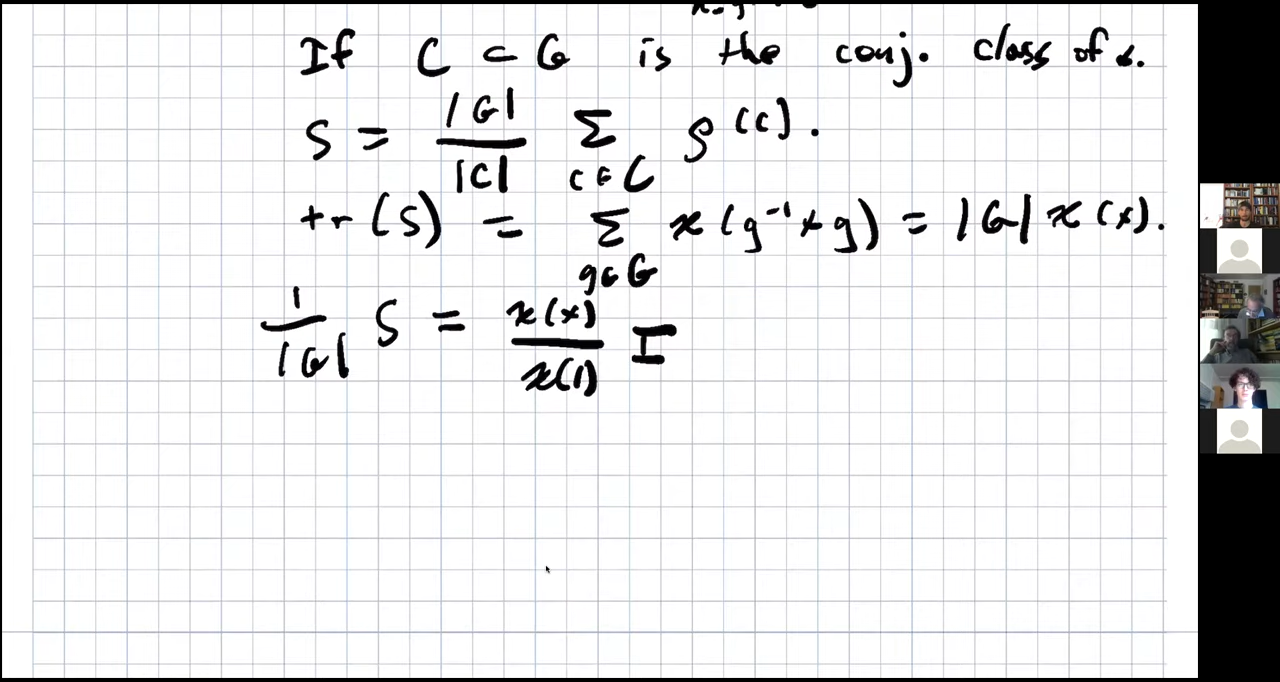 If C ⊂ G is the conj. class of x.
S = |G| / |C| Σ_{c∈C} ρ(c).
tr(S) = Σ_{g∈G} χ(g⁻¹xg) = |G| χ(x).
1/|G| S = χ(x)/χ(1) I